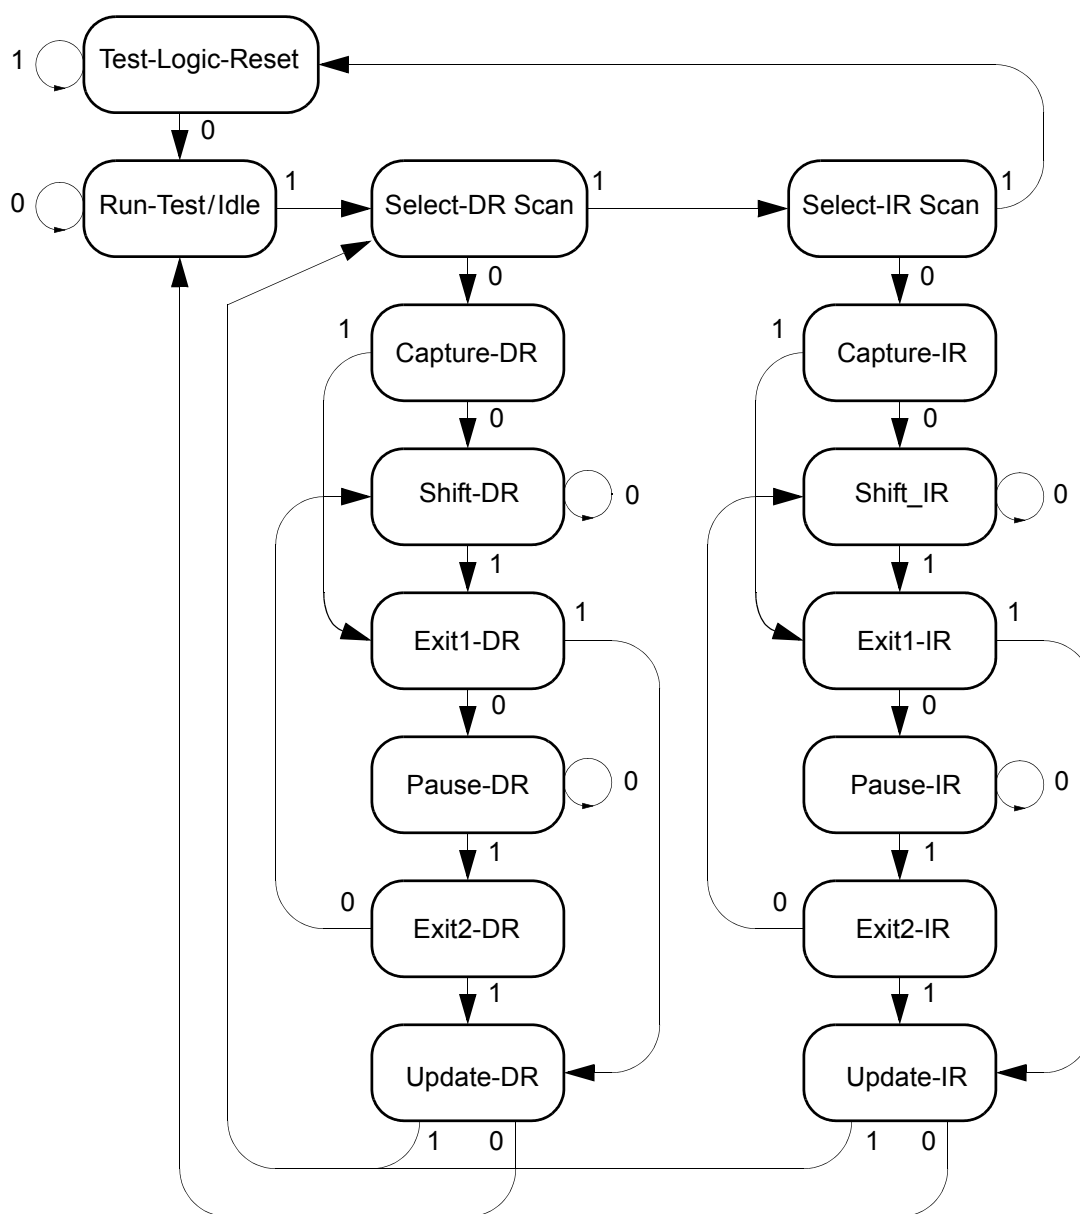 1 Test-Logic-Reset
0
0 Run-Test/Idle 1 Select-DR Scan 1 Select-IR Scan 1
0 0
1 Capture-DR 1 Capture-IR
0 0
Shift-DR 0 Shift_IR 0
1 1
Exit1-DR 1 Exit1-IR 1
0 0
Pause-DR 0 Pause-IR 0
1 1
0 Exit2-DR 0 Exit2-IR
1 1
Update-DR Update-IR
1 0 1 0